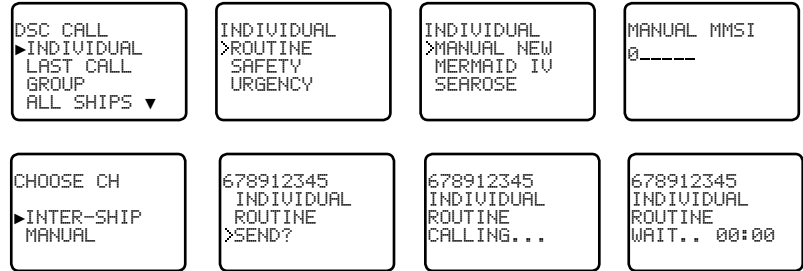 DSC CALL
►INDIVIDUAL
LAST CALL
GROUP
ALL SHIPS ▼
INDIVIDUAL
>ROUTINE
SAFETY
URGENCY
INDIVIDUAL
>MANUAL NEW
MERMAID IV
SEAROSE
MANUAL MMSI
0_____
CHOOSE CH
►INTER-SHIP
MANUAL
678912345
INDIVIDUAL
ROUTINE
>SEND?
678912345
INDIVIDUAL
ROUTINE
CALLING...
678912345
INDIVIDUAL
ROUTINE
WAIT.. 00:00